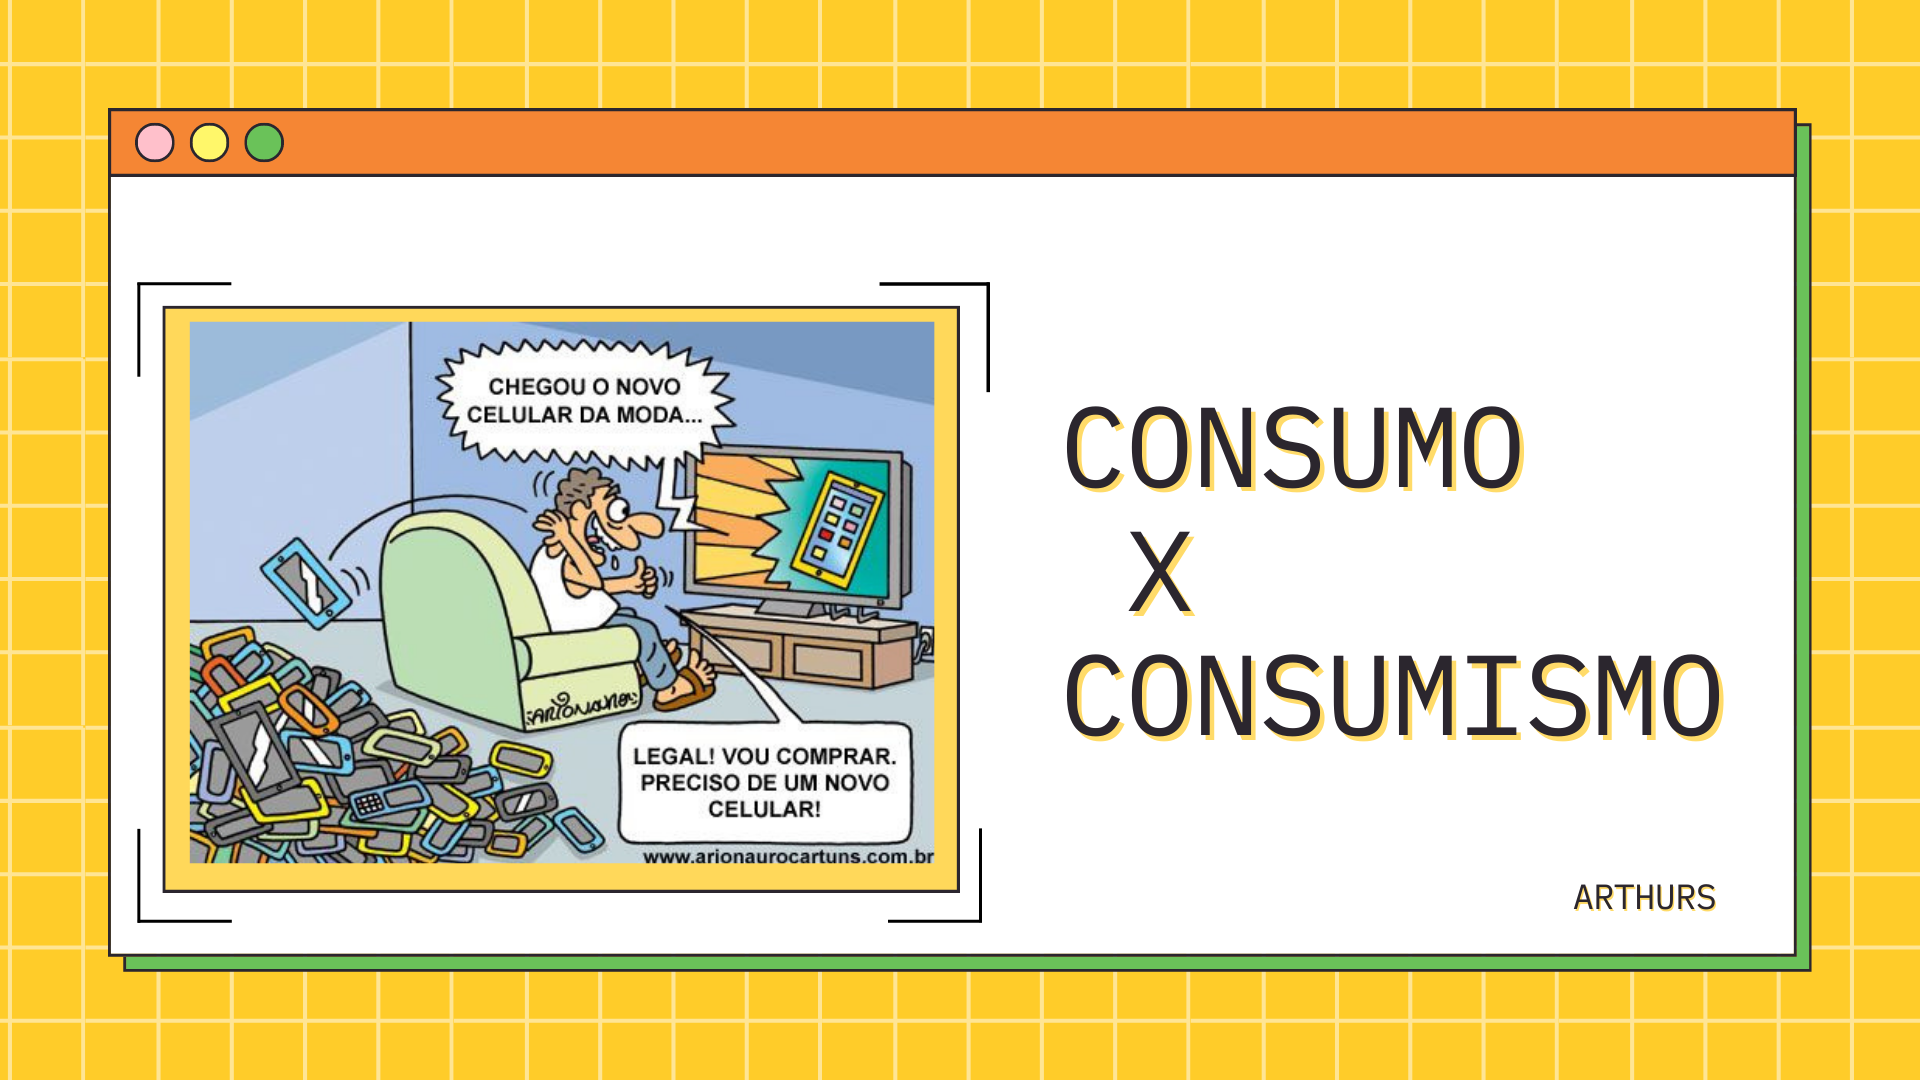 CHEGOU O NOVO
CELULAR DA MODA...
arionauro
LEGAL! VOU COMPRAR.
PRECISO DE UM NOVO
CELULAR!
www.arionaurocartuns.com.br
CONSUMO
X
CONSUMISMO
ARTHURS